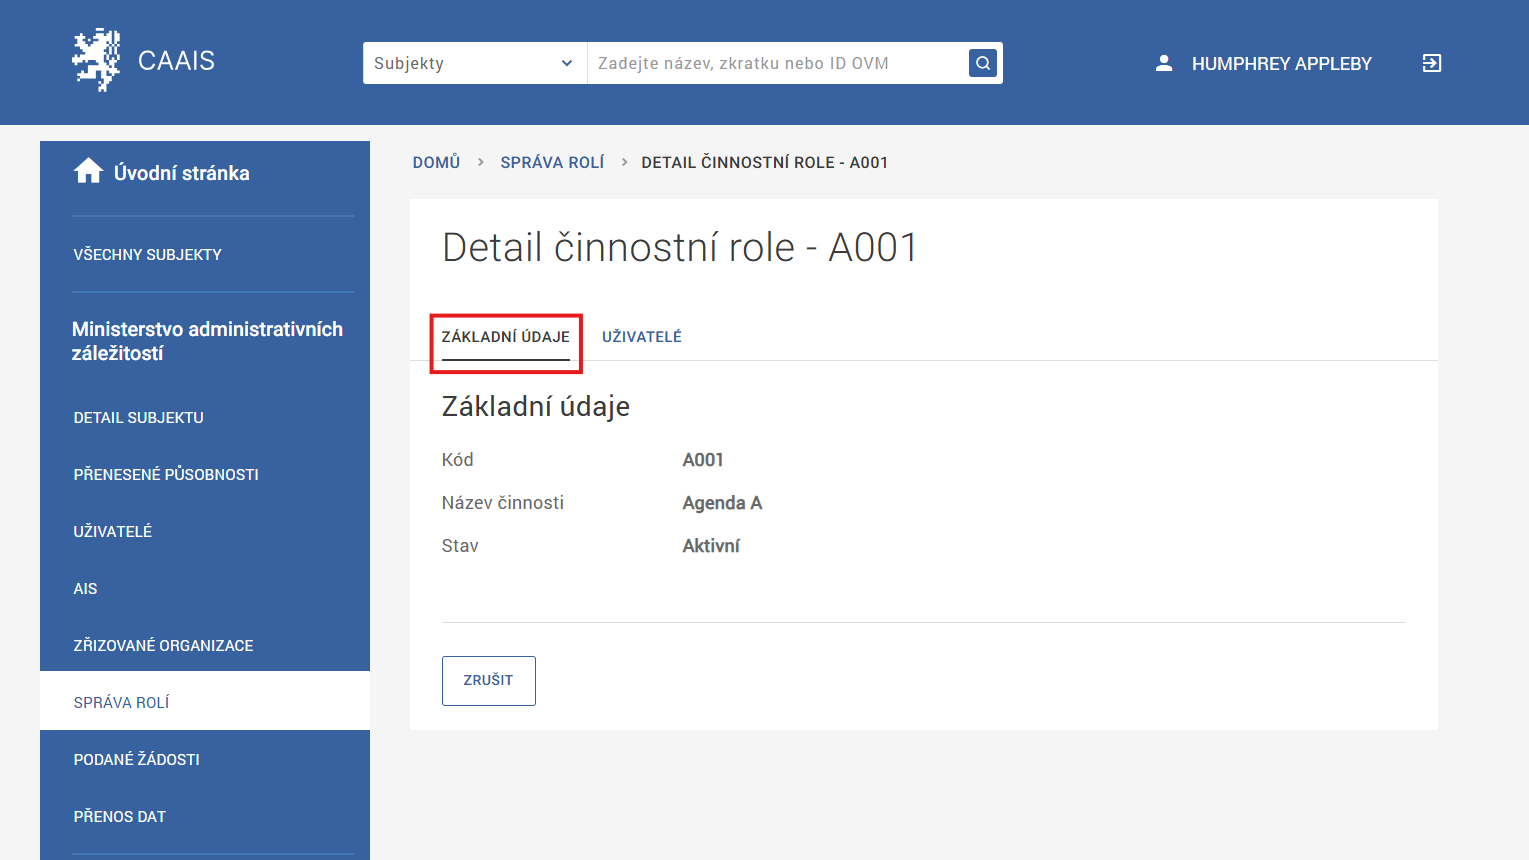 CAAIS
Subjekty
Zadejte název, zkratku nebo ID OVM
HUMPHREY APPLEBY
Úvodní stránka
VŠECHNY SUBJEKTY
Ministerstvo administrativních
záležitostí
DETAIL SUBJEKTU
PŘENESENÉ PŮSOBNOSTI
UŽIVATELÉ
AIS
ZŘIZOVANÉ ORGANIZACE
SPRÁVA ROLÍ
PODANÉ ŽÁDOSTI
PŘENOS DAT
DOMŮ > SPRÁVA ROLÍ > DETAIL ČINNOSTNÍ ROLE - A001
Detail činnostní role - A001
ZÁKLADNÍ ÚDAJE UŽIVATELÉ
Základní údaje
Kód A001
Název činnosti Agenda A
Stav Aktivní
ZRUŠIT